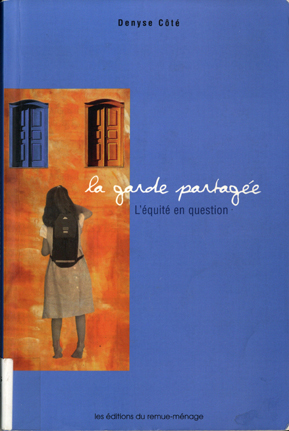 Denyse Côté
la garde partagée
L'équité en question
les éditions du remue-ménage